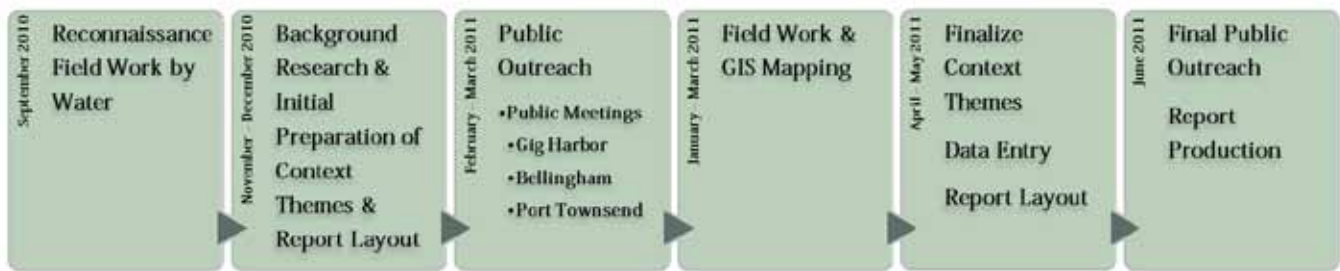 September 2010
Reconnaissance
Field Work by
Water
November - December 2010
Background
Research &
Initial
Preparation of
Context
Themes &
Report Layout
February - March 2011
Public
Outreach
•Public Meetings
•Gig Harbor
•Bellingham
•Port Townsend
January - March 2011
Field Work &
GIS Mapping
April - May 2011
Finalize
Context
Themes
Data Entry
Report Layout
June 2011
Final Public
Outreach
Report
Production